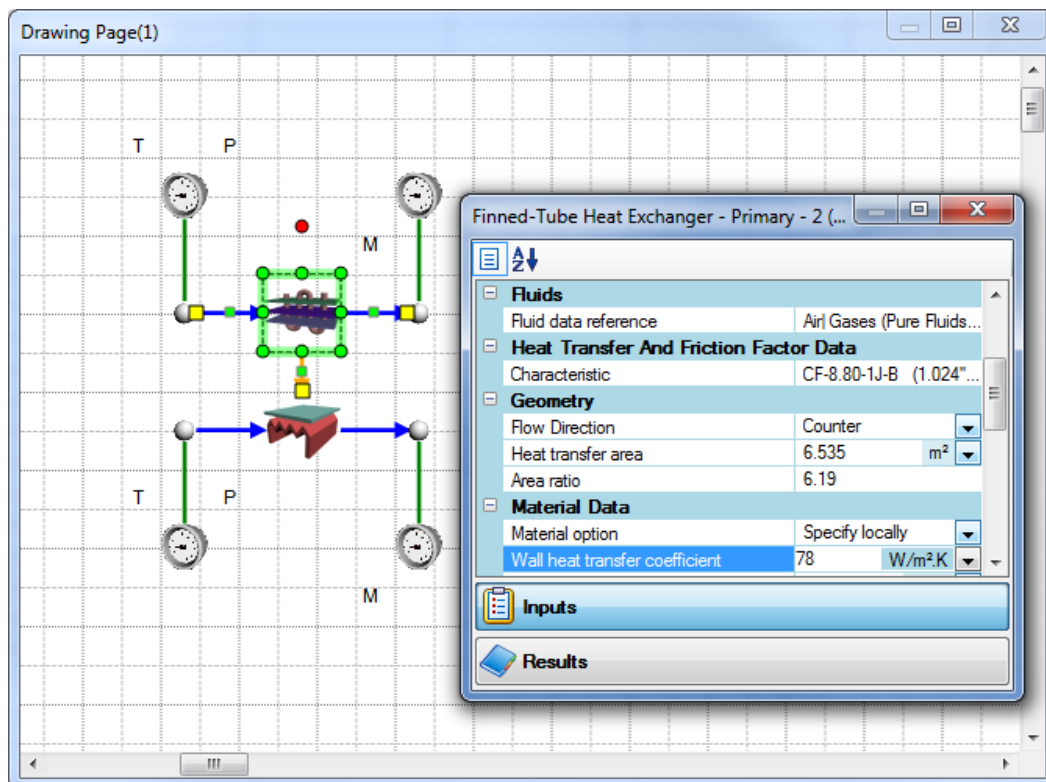 Drawing Page(1)
T P
M
Finned-Tube Heat Exchanger - Primary - 2 (...
A
Z
Fluids
Fluid data reference Air| Gases (Pure Fluids...
Heat Transfer And Friction Factor Data
Characteristic CF-8.80-1J-B (1.024"...
Geometry
Flow Direction Counter
Heat transfer area 6.535 m²
Area ratio 6.19
Material Data
Material option Specify locally
Wall heat transfer coefficient 78 W/m².K
T P
M
Inputs
Results